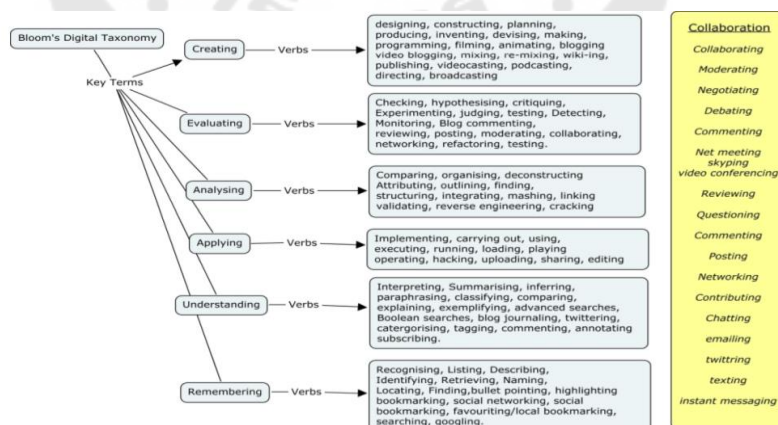 Bloom's Digital Taxonomy
Key Terms
Creating
Verbs
designing, constructing, planning,
producing, inventing, devising, making,
programming, filming, animating, blogging
video blogging, mixing, re-mixing, wiki-ing,
publishing, videocasting, podcasting,
directing, broadcasting
Evaluating
Verbs
Checking, hypothesising, critiquing,
Experimenting, judging, testing, Detecting,
Monitoring, Blog commenting,
reviewing, posting, moderating, collaborating,
networking, refactoring, testing.
Analysing
Verbs
Comparing, organising, deconstructing
Attributing, outlining, finding,
structuring, integrating, mashing, linking
validating, reverse engineering, cracking
Applying
Verbs
Implementing, carrying out, using,
executing, running, loading, playing
operating, hacking, uploading, sharing, editing
Understanding
Verbs
Interpreting, Summarising, inferring,
paraphrasing, classifying, comparing,
explaining, exemplifying, advanced searches,
Boolean searches, blog journaling, twittering,
catergorising, tagging, commenting, annotating
subscribing.
Remembering
Verbs
Recognising, Listing, Describing,
Identifying, Retrieving, Naming,
Locating, Finding,bullet pointing, highlighting
bookmarking, social networking, social
bookmarking, favouriting/local bookmarking,
searching, googling.
Collaboration
Collaborating
Moderating
Negotiating
Debating
Commenting
Net meeting
skyping
video conferencing
Reviewing
Questioning
Commenting
Posting
Networking
Contributing
Chatting
emailing
twittring
texting
instant messaging